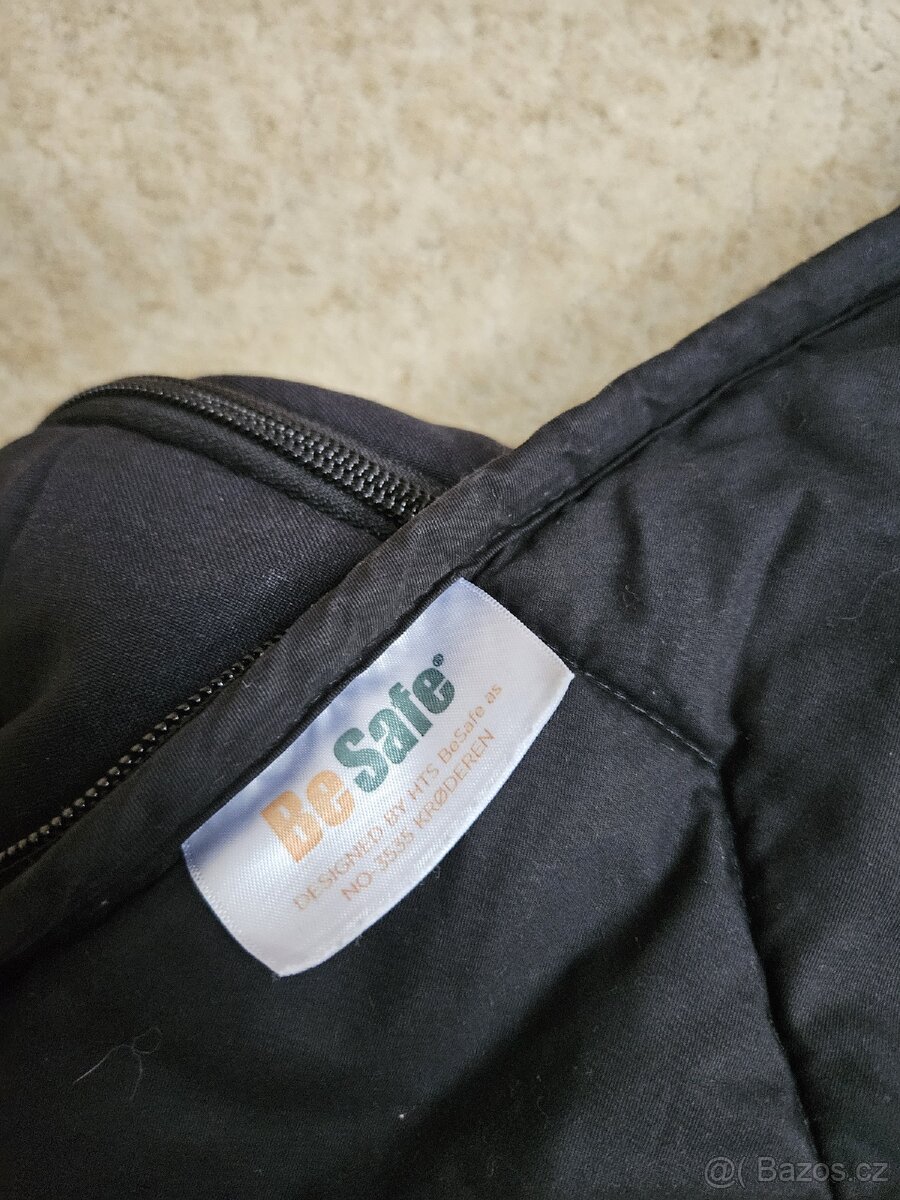 BeSafe®
DESIGNED BY HTS BeSafe as
NO-3535 KRØDEREN
@( Bazos.cz